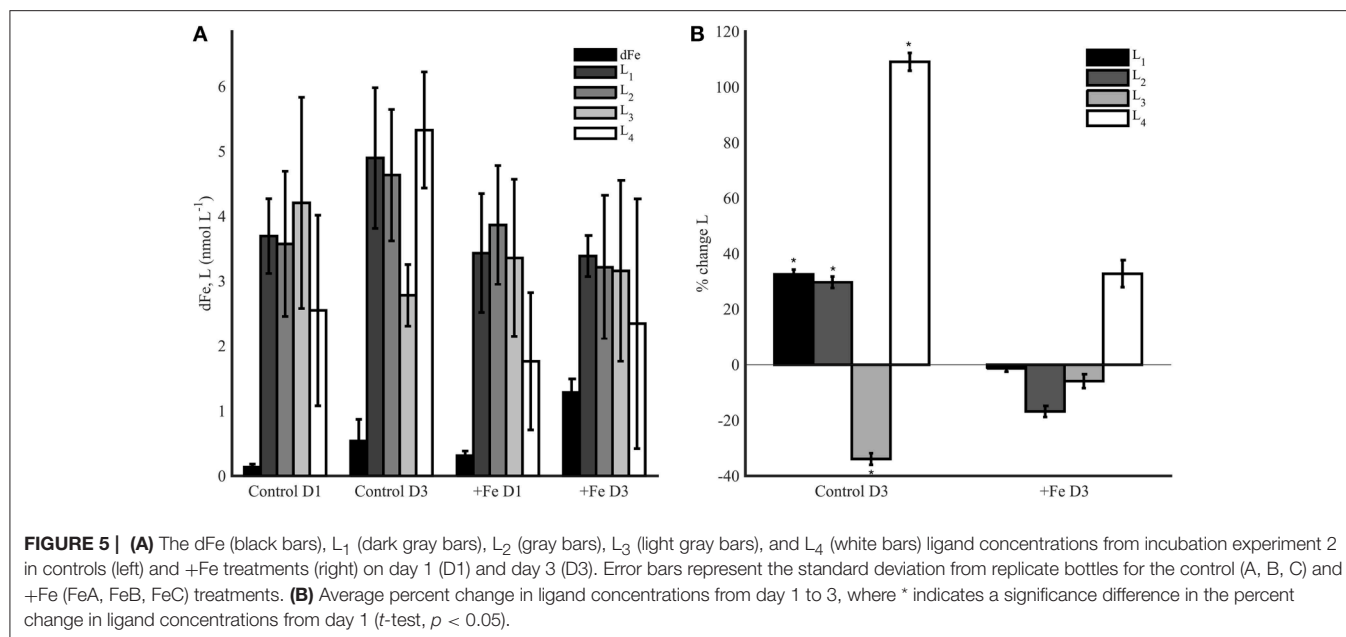 A
dFe
L₁
L₂
L₃
L₄
6
5
4
3
2
1
0
dFe, L (nmol L⁻¹)
Control D1 Control D3 +Fe D1 +Fe D3
B
L₁
L₂
L₃
L₄
120
100
80
60
40
20
0
-20
-40
% change L
*
* *
*
Control D3 +Fe D3
FIGURE 5 | (A) The dFe (black bars), L₁ (dark gray bars), L₂ (gray bars), L₃ (light gray bars), and L₄ (white bars) ligand concentrations from incubation experiment 2
in controls (left) and +Fe treatments (right) on day 1 (D1) and day 3 (D3). Error bars represent the standard deviation from replicate bottles for the control (A, B, C) and
+Fe (FeA, FeB, FeC) treatments. (B) Average percent change in ligand concentrations from day 1 to 3, where * indicates a significance difference in the percent
change in ligand concentrations from day 1 (t-test, p < 0.05).